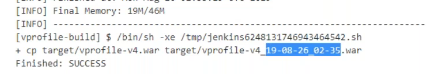 [INFO] Final Memory: 19M/46M
[INFO] ------------------------------------------------------------------------
[vprofile-build] $ /bin/sh -xe /tmp/jenkins6248131746943464542.sh
+ cp target/vprofile-v4.war target/vprofile-v4_19-08-26_02-35.war
Finished: SUCCESS